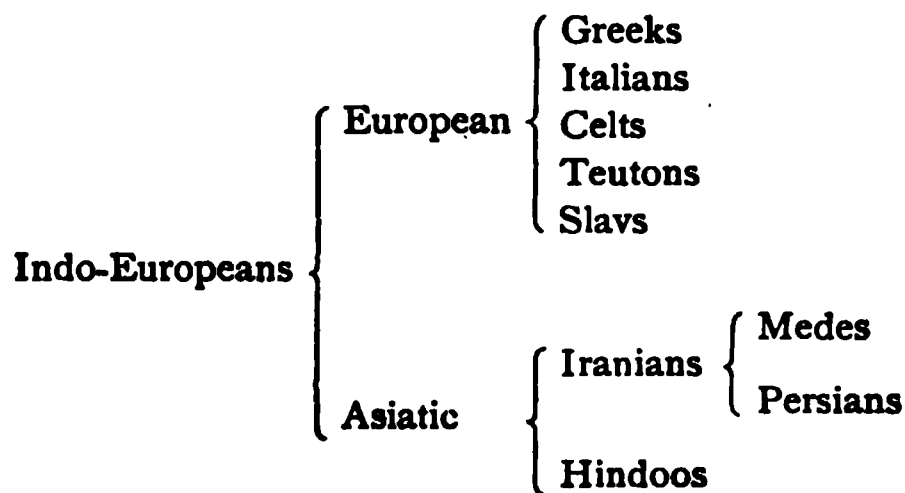 Greeks
Italians
European Celts
Teutons
Slavs
Indo-Europeans
Medes
Iranians
Persians
Asiatic
Hindoos